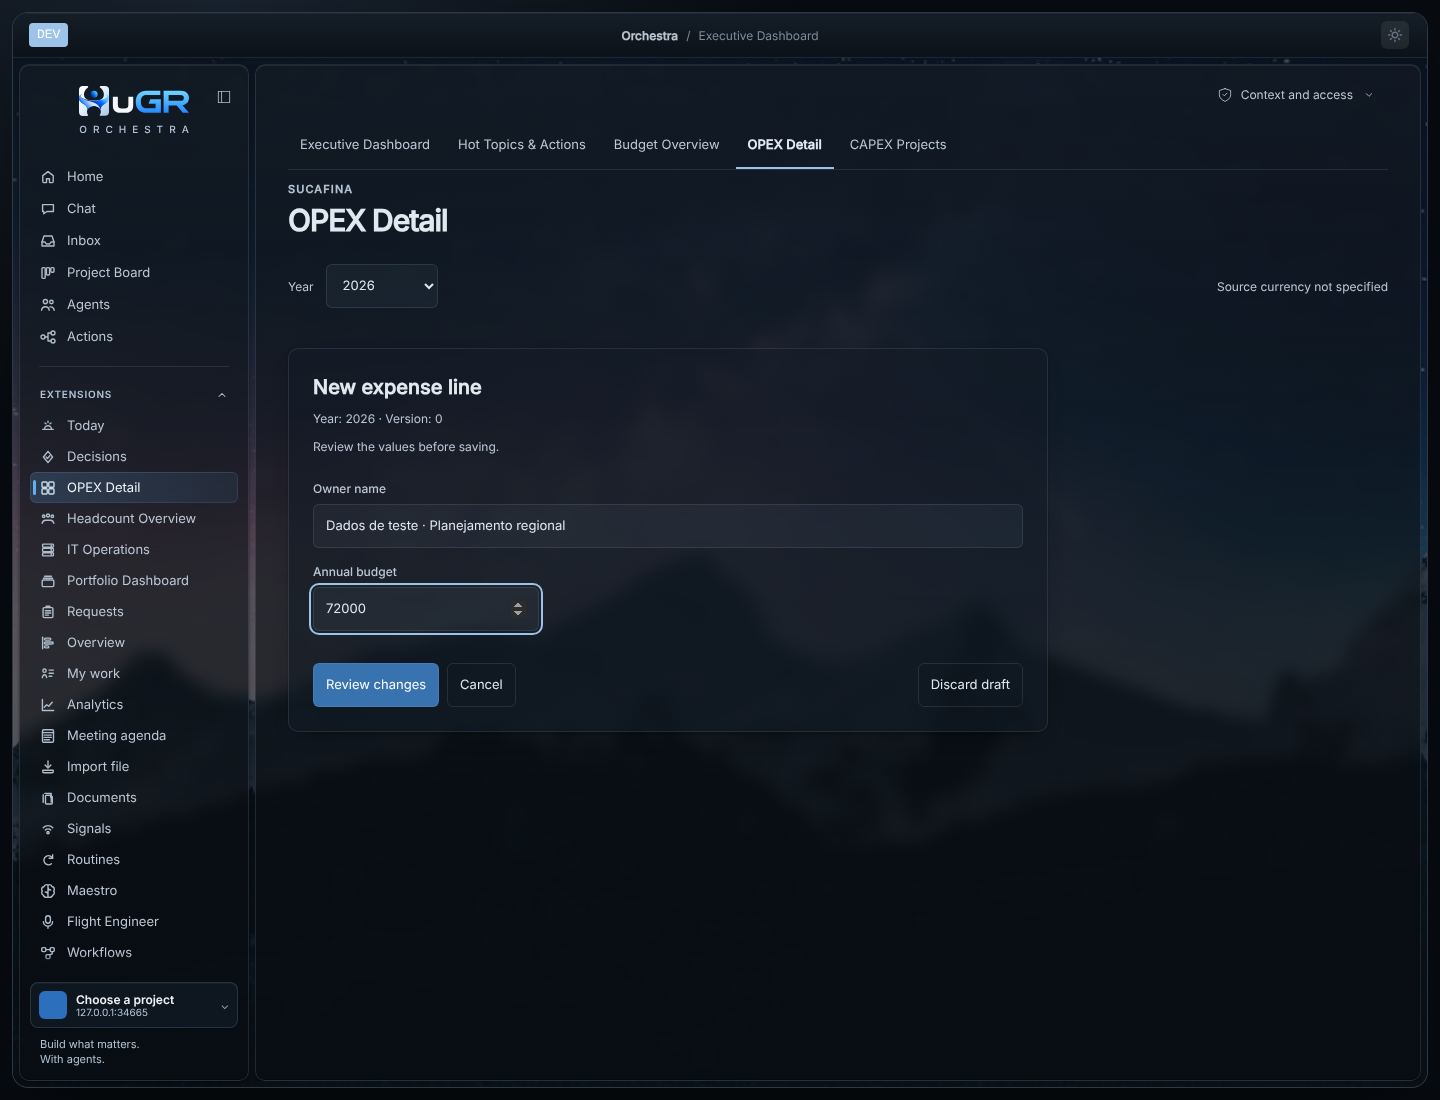 DEV
Orchestra / Executive Dashboard
HuGR
ORCHESTRA
Home
Chat
Inbox
Project Board
Agents
Actions
EXTENSIONS
Today
Decisions
OPEX Detail
Headcount Overview
IT Operations
Portfolio Dashboard
Requests
Overview
My work
Analytics
Meeting agenda
Import file
Documents
Signals
Routines
Maestro
Flight Engineer
Workflows
Choose a project
127.0.0.1:34665
Build what matters.
With agents.
Context and access
Executive Dashboard Hot Topics & Actions Budget Overview OPEX Detail CAPEX Projects
SUCAFINA
OPEX Detail
Year 2026 Source currency not specified
New expense line
Year: 2026 · Version: 0
Review the values before saving.
Owner name
Dados de teste · Planejamento regional
Annual budget
72000
Review changes Cancel Discard draft